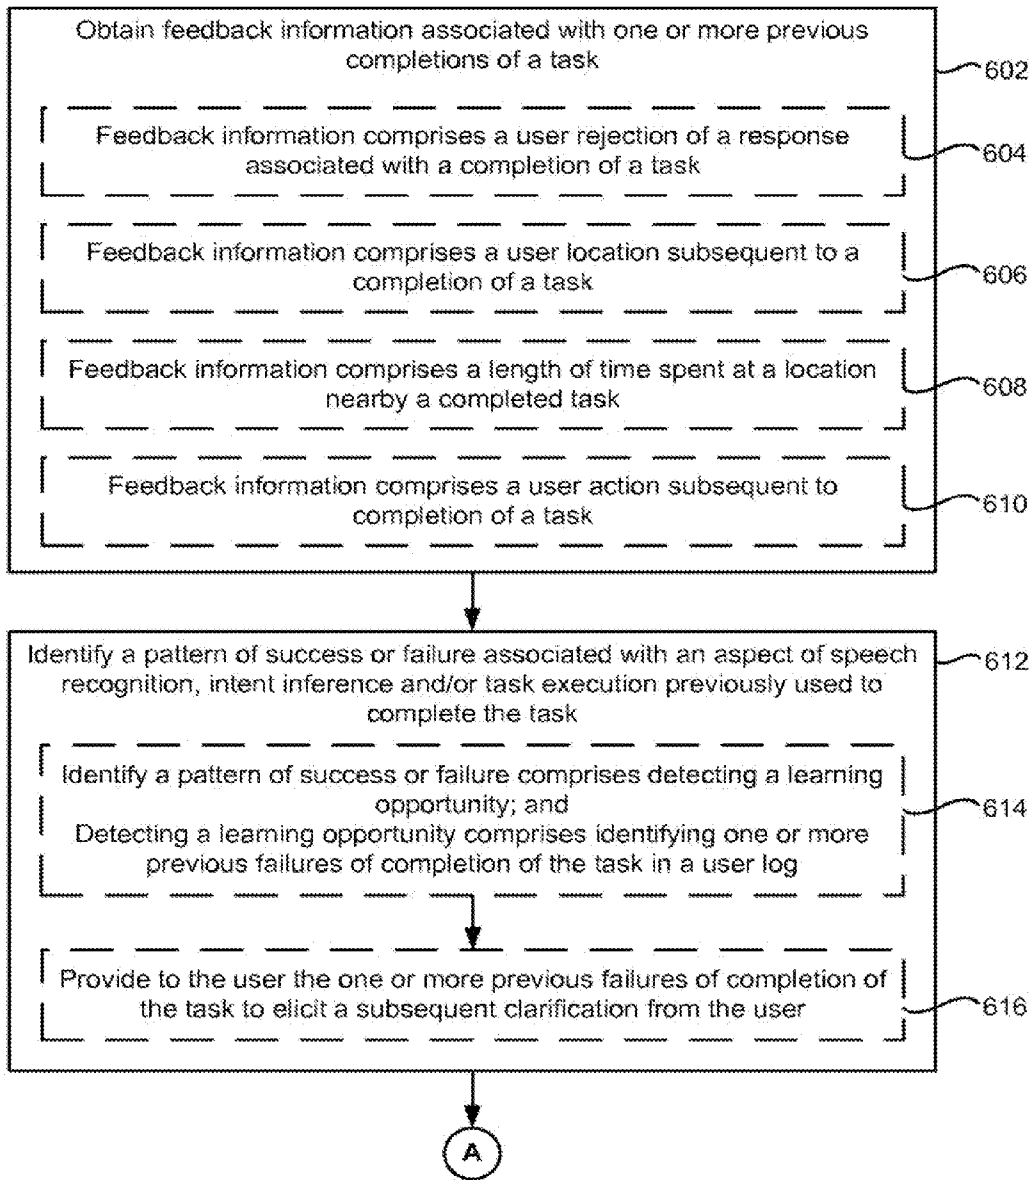 Obtain feedback information associated with one or more previous
completions of a task
602
Feedback information comprises a user rejection of a response
associated with a completion of a task
604
Feedback information comprises a user location subsequent to a
completion of a task
606
Feedback information comprises a length of time spent at a location
nearby a completed task
608
Feedback information comprises a user action subsequent to
completion of a task
610
Identify a pattern of success or failure associated with an aspect of speech
recognition, intent inference and/or task execution previously used to
complete the task
612
Identify a pattern of success or failure comprises detecting a learning
opportunity; and
Detecting a learning opportunity comprises identifying one or more
previous failures of completion of the task in a user log
614
Provide to the user the one or more previous failures of completion of
the task to elicit a subsequent clarification from the user
616
A